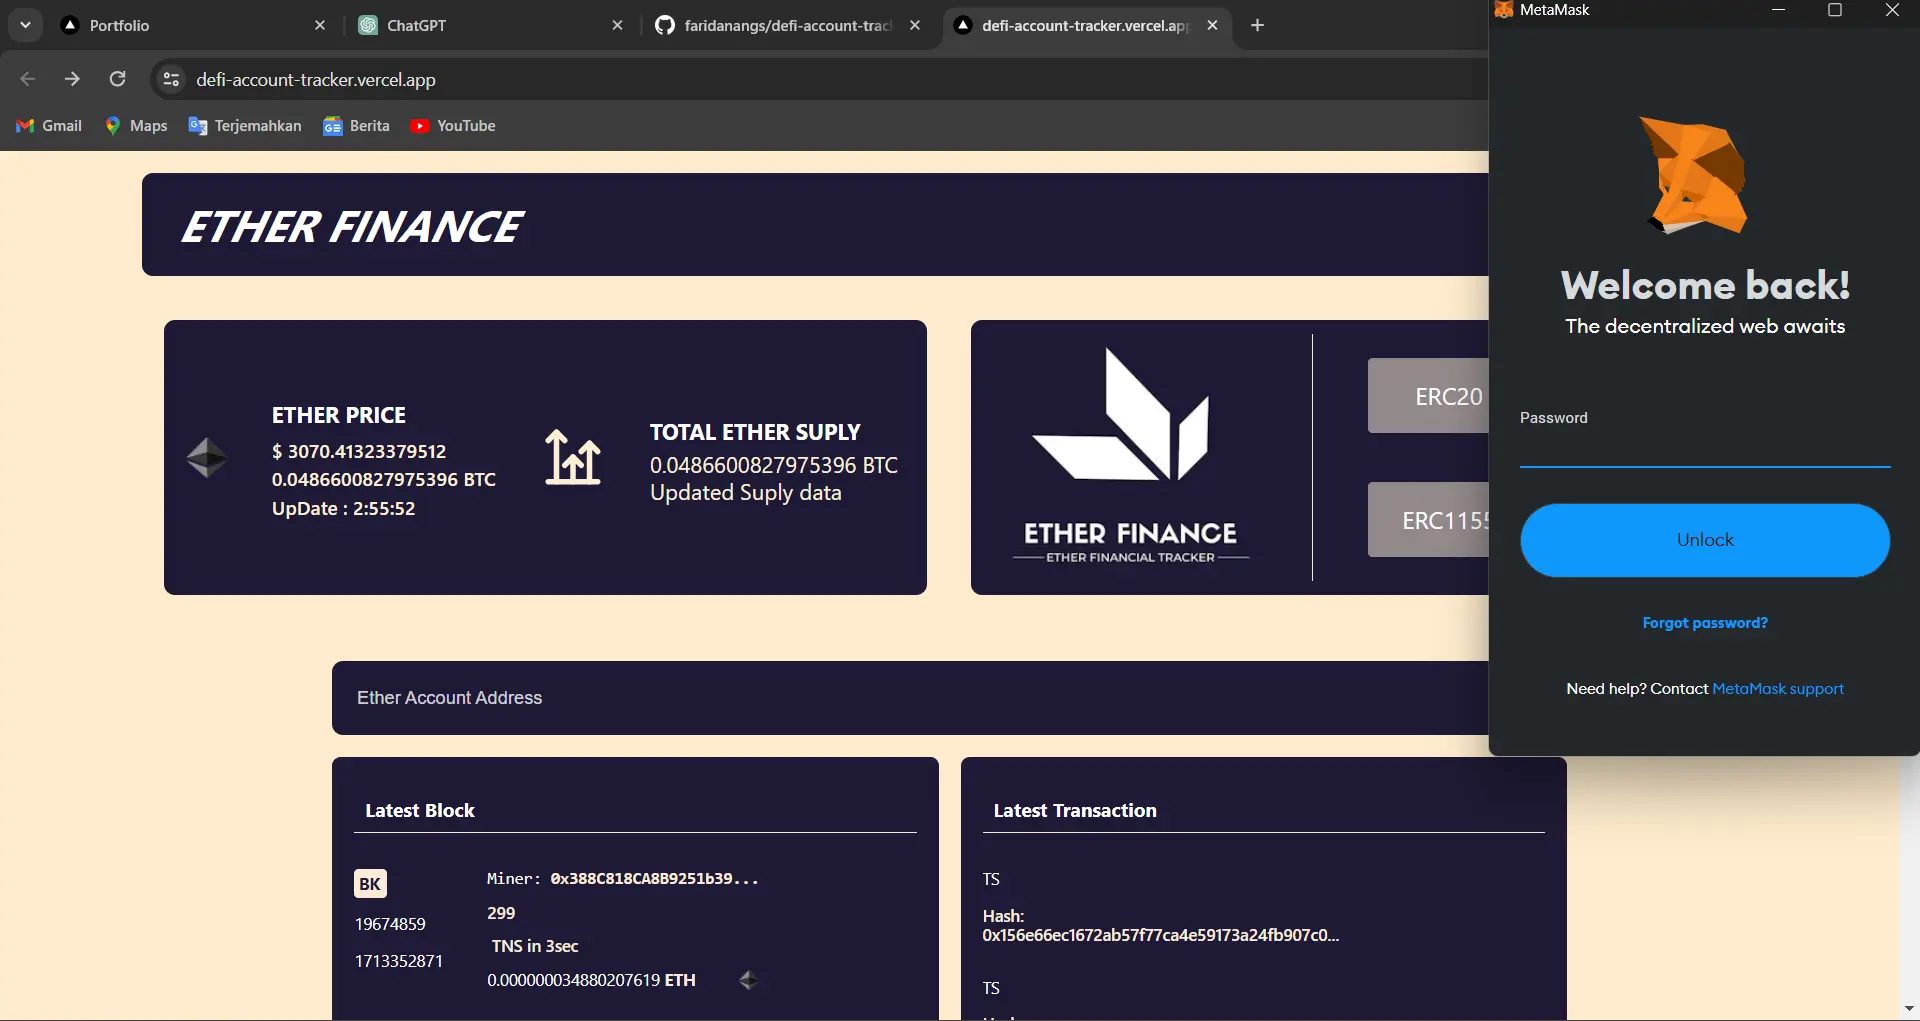 Portfolio
ChatGPT
faridanangs/defi-account-trac
defi-account-tracker.vercel.app
defi-account-tracker.vercel.app
Gmail
Maps
Terjemahkan
Berita
YouTube
ETHER FINANCE
ETHER PRICE
$ 3070.41323379512
0.0486600827975396 BTC
UpDate : 2:55:52
TOTAL ETHER SUPLY
0.0486600827975396 BTC
Updated Suply data
ETHER FINANCE
ETHER FINANCIAL TRACKER
ERC20
ERC1155
Ether Account Address
Latest Block
BK
19674859
1713352871
Miner: 0x388C818CA8B9251b39...
299
TNS in 3sec
0.000000034880207619 ETH
Latest Transaction
TS
Hash:
0x156e66ec1672ab57f77ca4e59173a24fb907c0...
TS
MetaMask
Welcome back!
The decentralized web awaits
Password
Unlock
Forgot password?
Need help? Contact MetaMask support